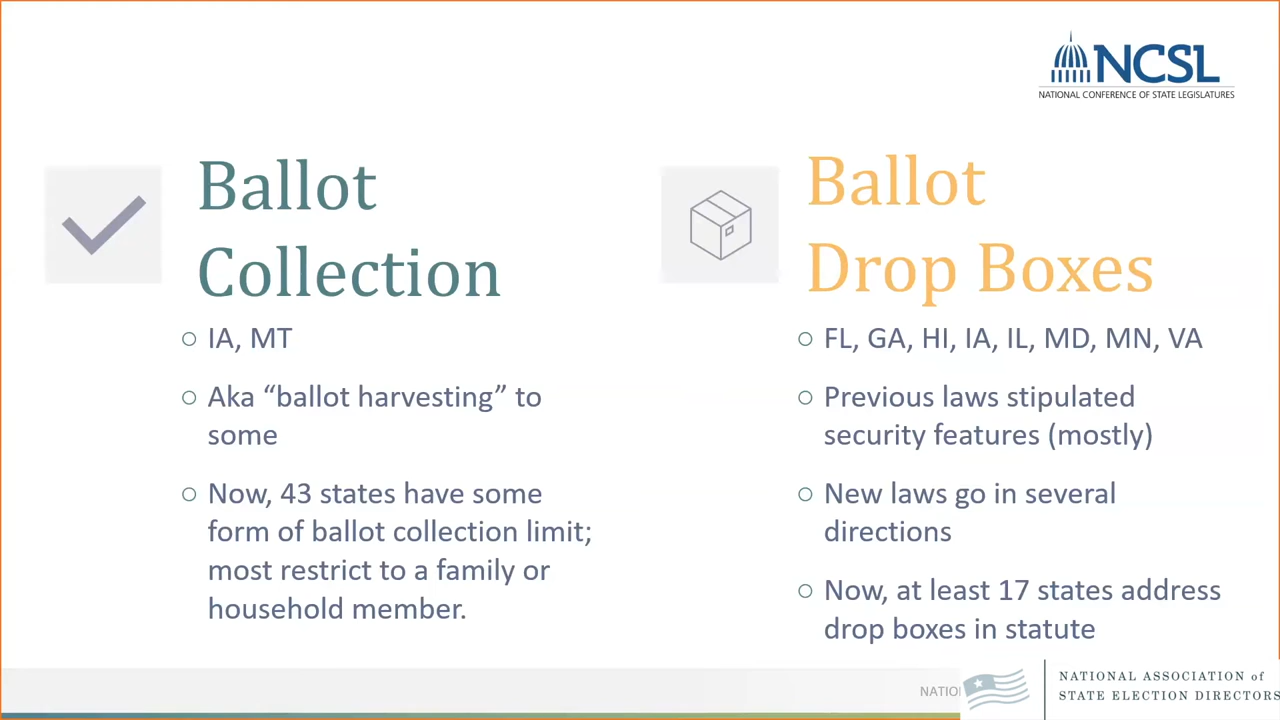 NCSL
NATIONAL CONFERENCE OF STATE LEGISLATURES
Ballot
Collection
○ IA, MT
○ Aka “ballot harvesting” to
some
○ Now, 43 states have some
form of ballot collection limit;
most restrict to a family or
household member.
Ballot
Drop Boxes
○ FL, GA, HI, IA, IL, MD, MN, VA
○ Previous laws stipulated
security features (mostly)
○ New laws go in several
directions
○ Now, at least 17 states address
drop boxes in statute
NATIONAL ASSOCIATION of
STATE ELECTION DIRECTORS